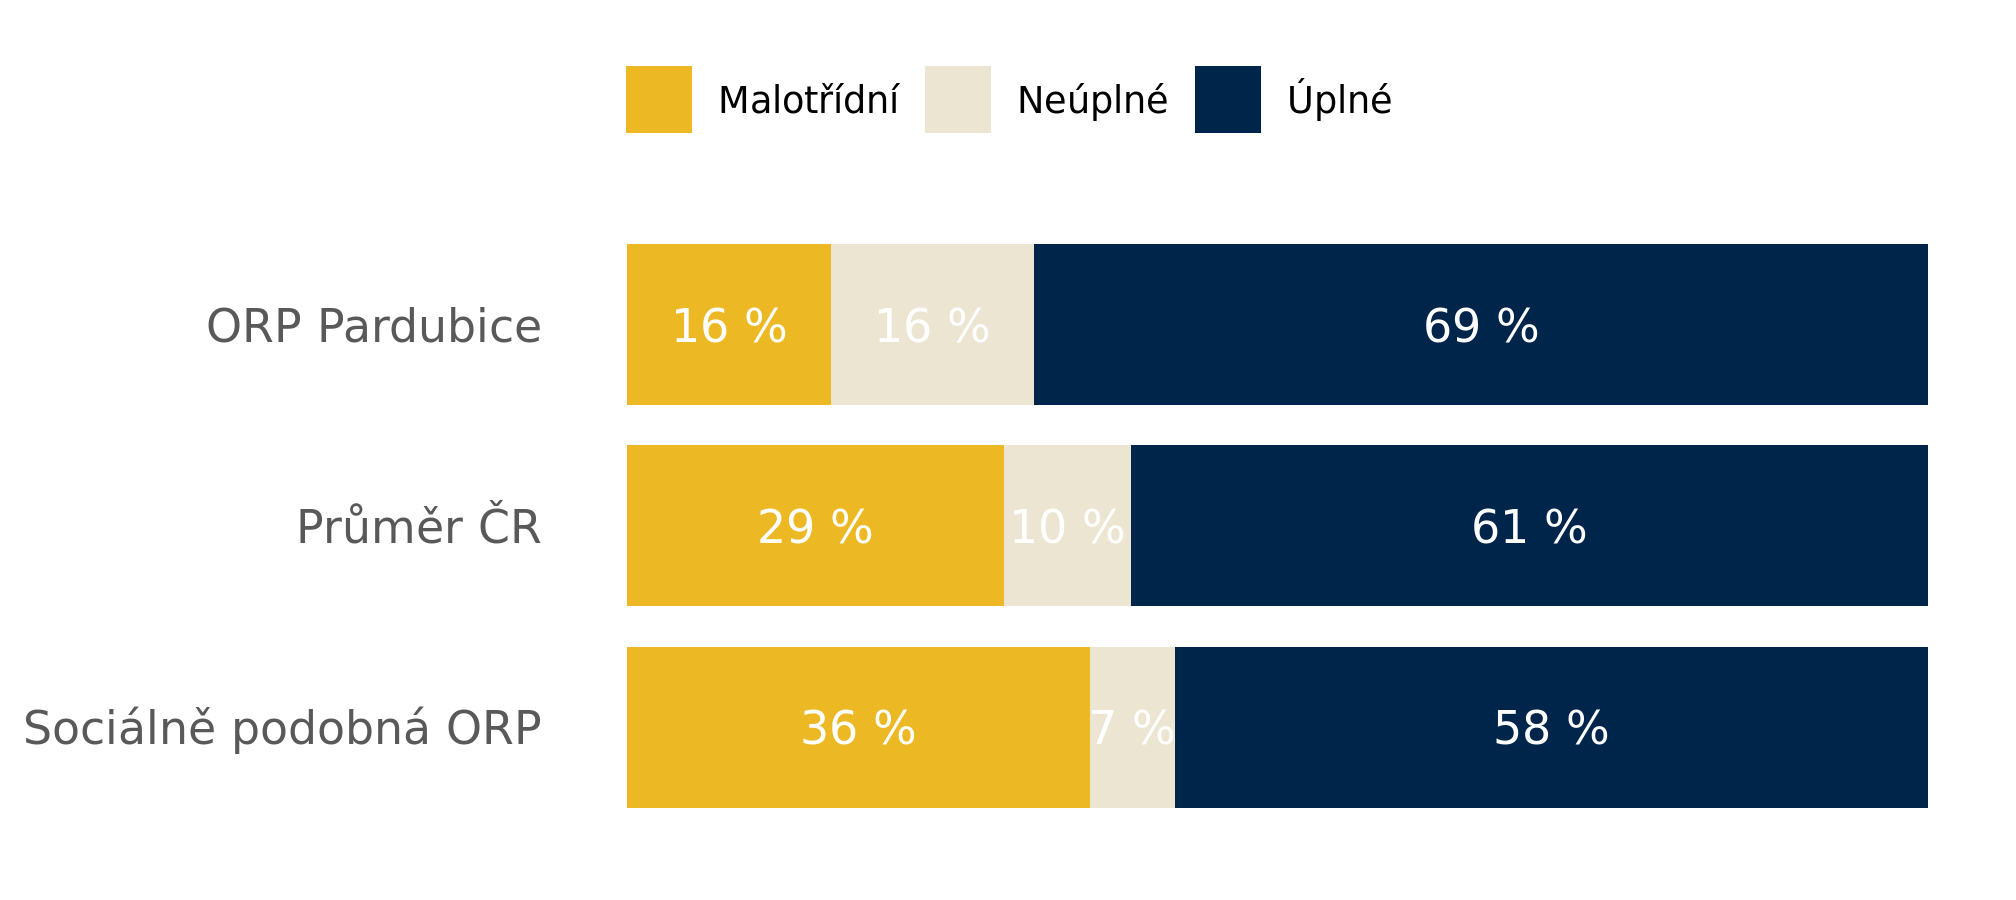 Malotřídní Neúplné Úplné
ORP Pardubice 16 % 16 % 69 %
Průměr ČR 29 % 10 % 61 %
Sociálně podobná ORP 36 % 7 % 58 %